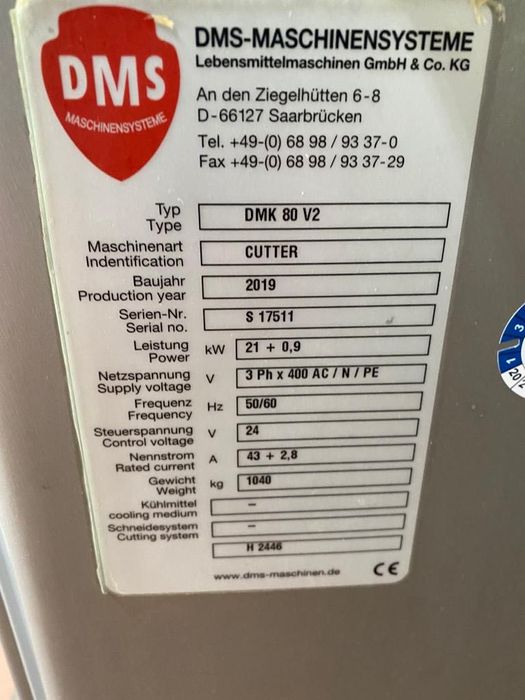 DMS
MASCHINENSYSTEME
DMS-MASCHINENSYSTEME
Lebensmittelmaschinen GmbH & Co. KG
An den Ziegelhütten 6-8
D-66127 Saarbrücken
Tel. +49-(0) 68 98 / 93 37-0
Fax +49-(0) 68 98 / 93 37-29
Typ
Type DMK 80 V2
Maschinenart
Indentification CUTTER
Baujahr
Production year 2019
Serien-Nr.
Serial no. S 17511
Leistung
Power kW 21 + 0,9
Netzspannung
Supply voltage V 3 Ph x 400 AC / N / PE
Frequenz
Frequency Hz 50/60
Steuerspannung
Control voltage V 24
Nennstrom
Rated current A 43 + 2,8
Gewicht
Weight kg 1040
Kühlmittel
cooling medium –
Schneidesystem
Cutting system –
H 2446
www.dms-maschinen.de CE
3
1
20